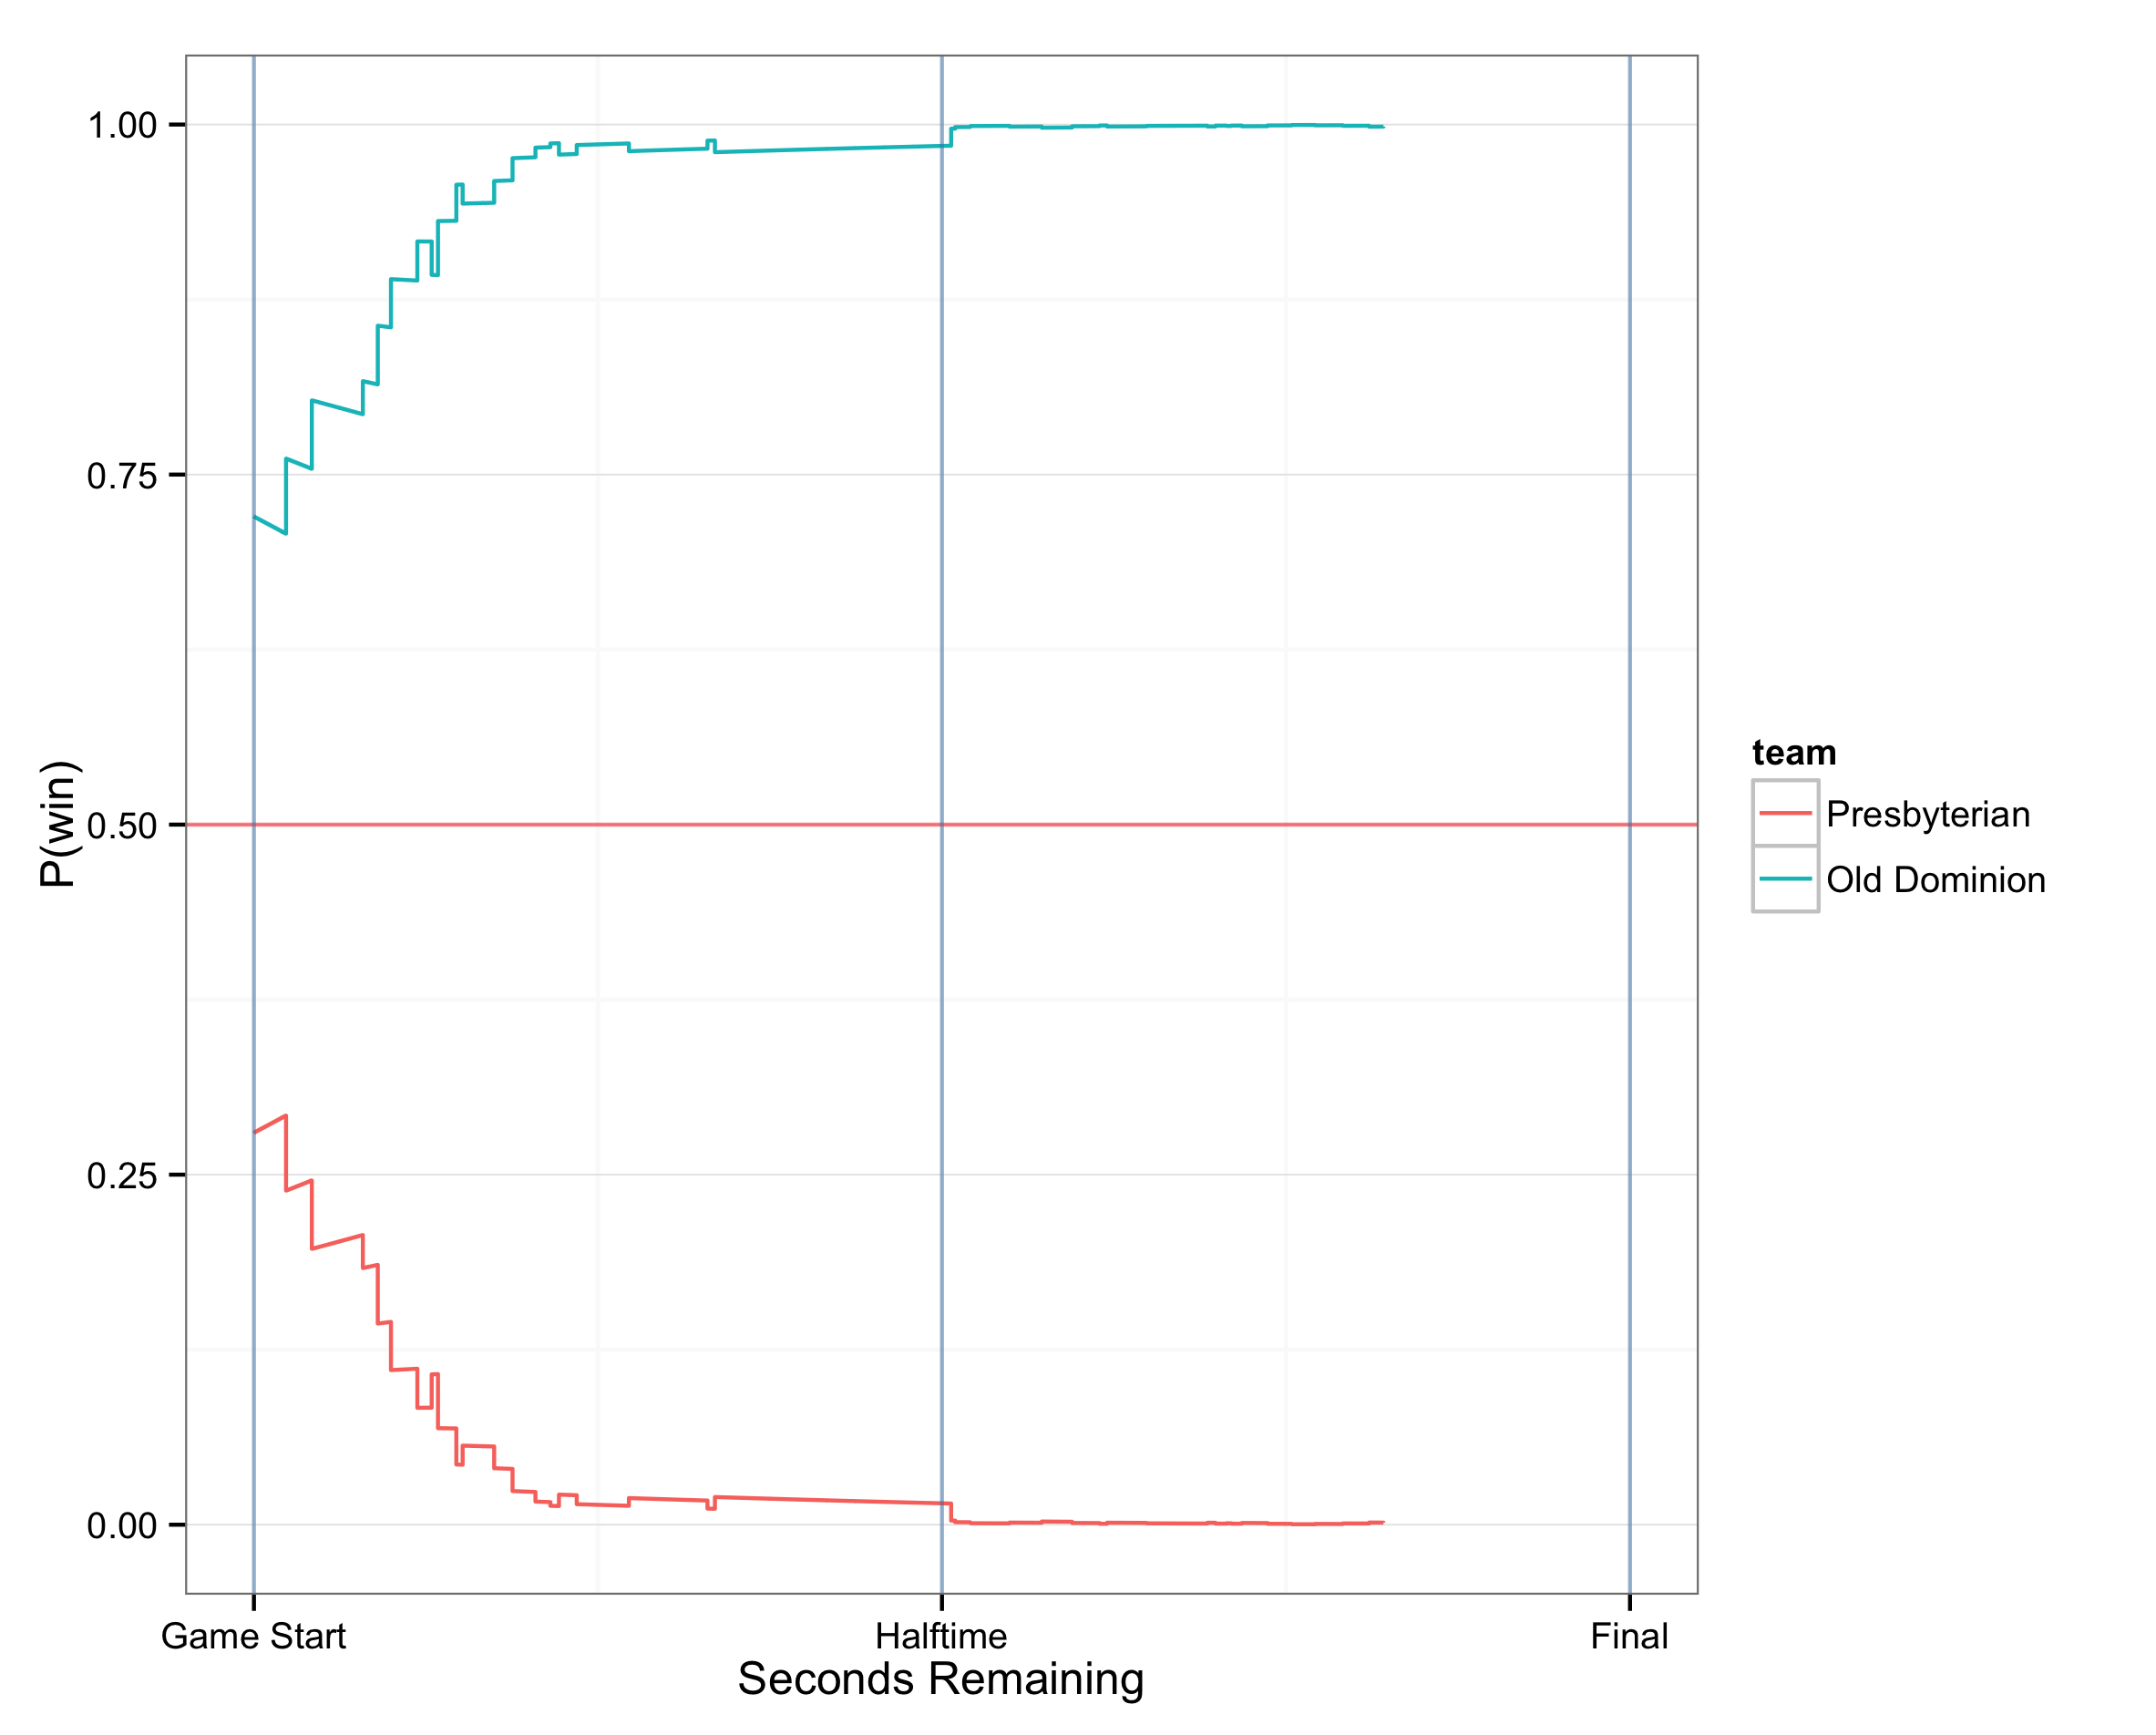 1.00
0.75
0.50
0.25
0.00
P(win)
Game Start
Halftime
Final
Seconds Remaining
team
Presbyterian
Old Dominion